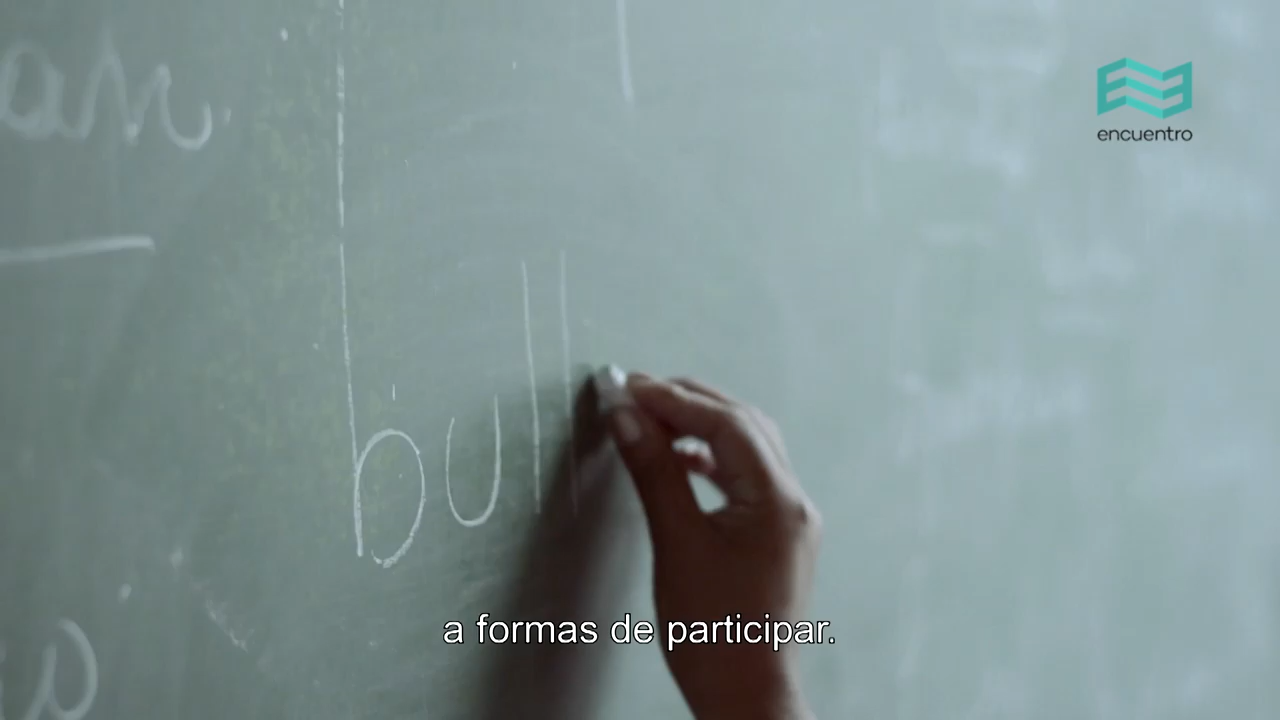 encuentro
bull
a formas de participar.